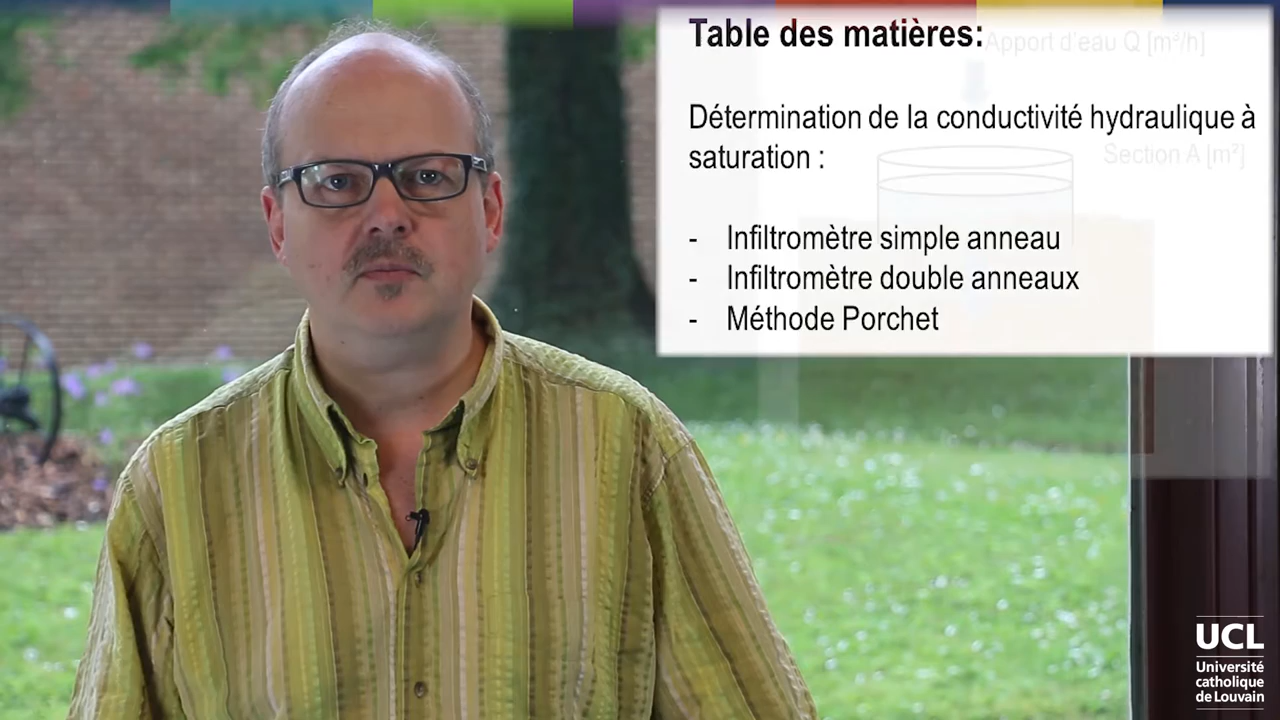 Table des matières:
Apport d'eau Q [m³/h]
Détermination de la conductivité hydraulique à
saturation :
Section A [m²]
- Infiltromètre simple anneau
- Infiltromètre double anneaux
- Méthode Porchet
UCL
Université
catholique
de Louvain